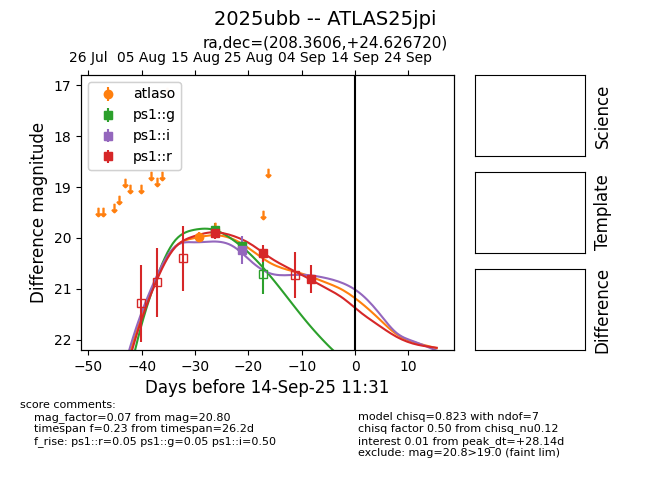 2025ubb -- ATLAS25jpi
ra,dec=(208.3606,+24.626720)
26 Jul 05 Aug 15 Aug 25 Aug 04 Sep 14 Sep 24 Sep
17
18
19
20
21
22
Difference magnitude
atlaso
ps1::g
ps1::i
ps1::r
−50 −40 −30 −20 −10 0 10
Days before 14-Sep-25 11:31
Science
Template
Difference
score comments:
mag_factor=0.07 from mag=20.80
timespan f=0.23 from timespan=26.2d
f_rise: ps1::r=0.05 ps1::g=0.05 ps1::i=0.50
model chisq=0.823 with ndof=7
chisq factor 0.50 from chisq_nu0.12
interest 0.01 from peak_dt=+28.14d
exclude: mag=20.8>19.0 (faint lim)